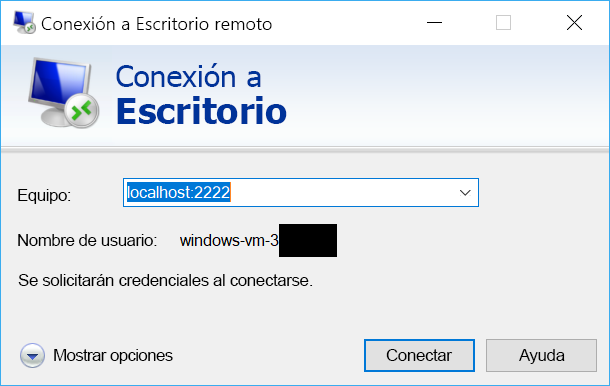 Conexión a Escritorio remoto
Conexión a
Escritorio
Equipo: localhost:2222
Nombre de usuario: windows-vm-3
Se solicitarán credenciales al conectarse.
Mostrar opciones Conectar Ayuda